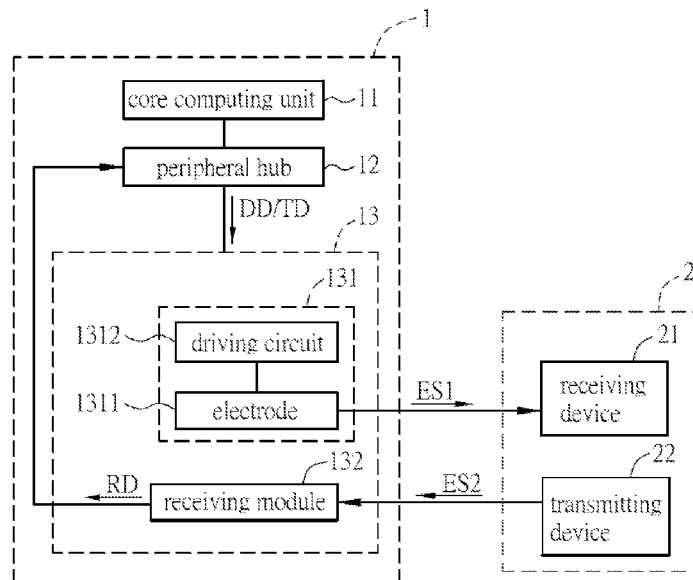 1
core computing unit
11
peripheral hub
12
DD/TD
13
131
1312
driving circuit
1311
electrode
ES1
2
21
receiving
device
132
RD
receiving module
ES2
22
transmitting
device